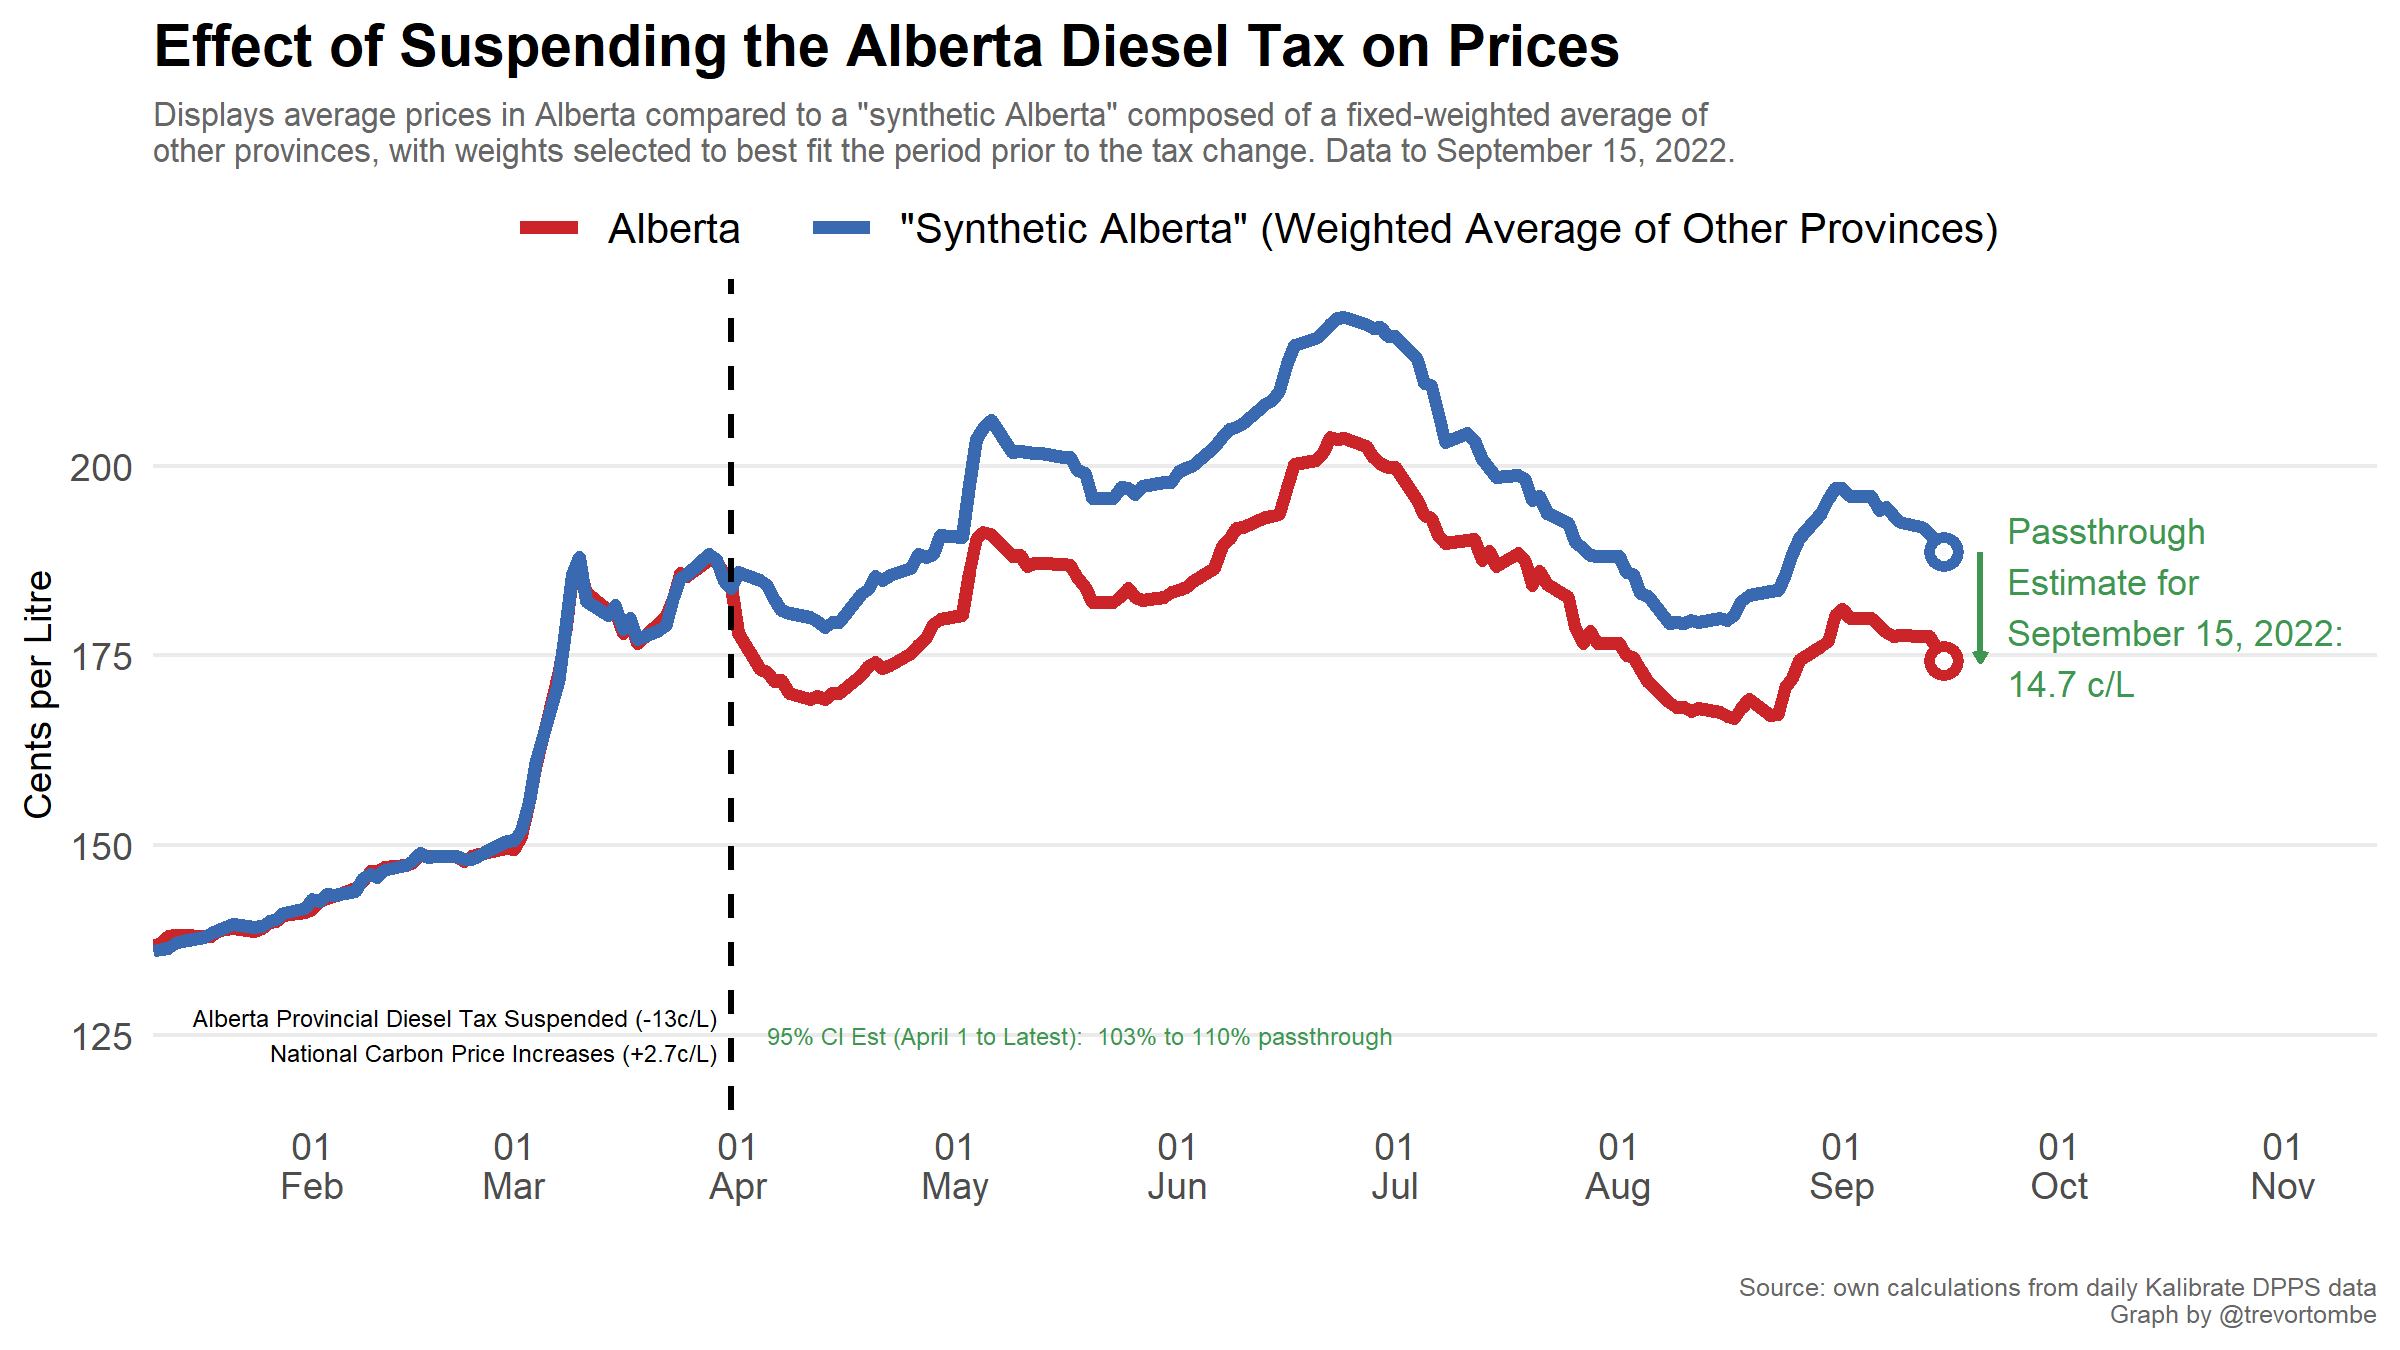 Effect of Suspending the Alberta Diesel Tax on Prices
Displays average prices in Alberta compared to a "synthetic Alberta" composed of a fixed-weighted average of
other provinces, with weights selected to best fit the period prior to the tax change. Data to September 15, 2022.
Alberta
"Synthetic Alberta" (Weighted Average of Other Provinces)
Cents per Litre
200
175
150
125
Passthrough
Estimate for
September 15, 2022:
14.7 c/L
Alberta Provincial Diesel Tax Suspended (-13c/L)
National Carbon Price Increases (+2.7c/L)
95% CI Est (April 1 to Latest):  103% to 110% passthrough
01
Feb
01
Mar
01
Apr
01
May
01
Jun
01
Jul
01
Aug
01
Sep
01
Oct
01
Nov
Source: own calculations from daily Kalibrate DPPS data
Graph by @trevortombe